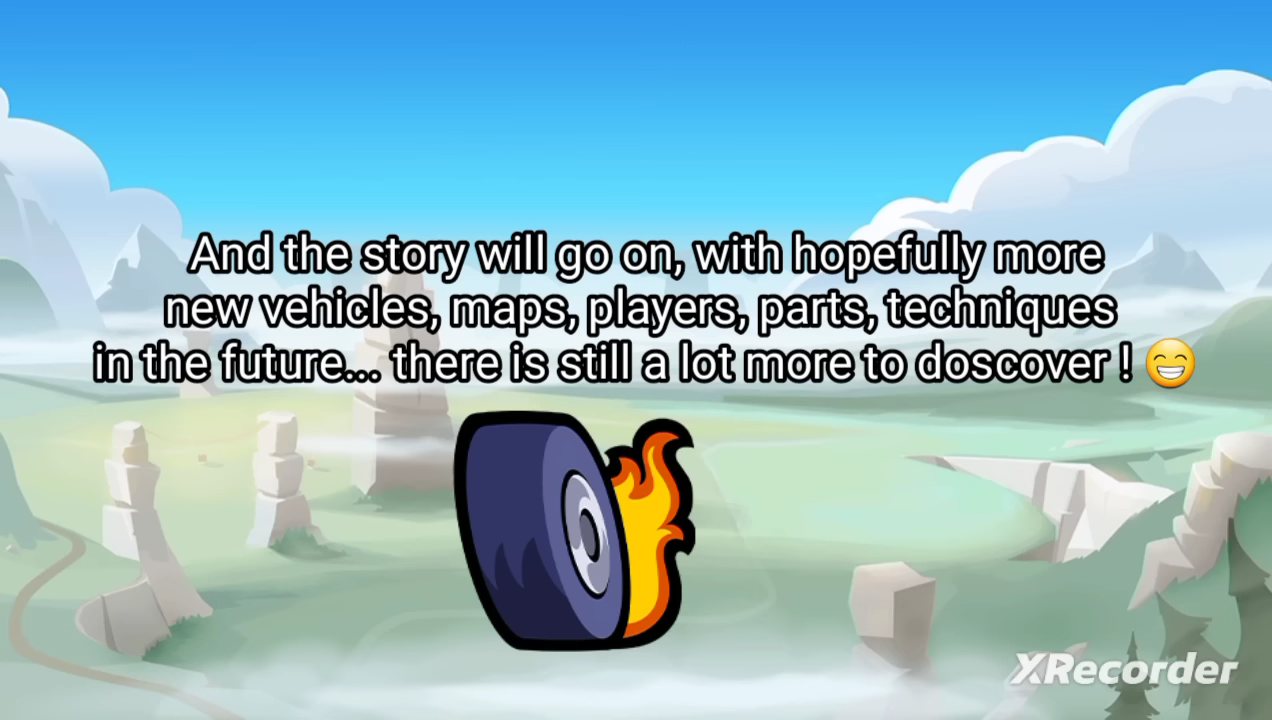 And the story will go on, with hopefully more
new vehicles, maps, players, parts, techniques
in the future... there is still a lot more to doscover ! 😁
XRecorder